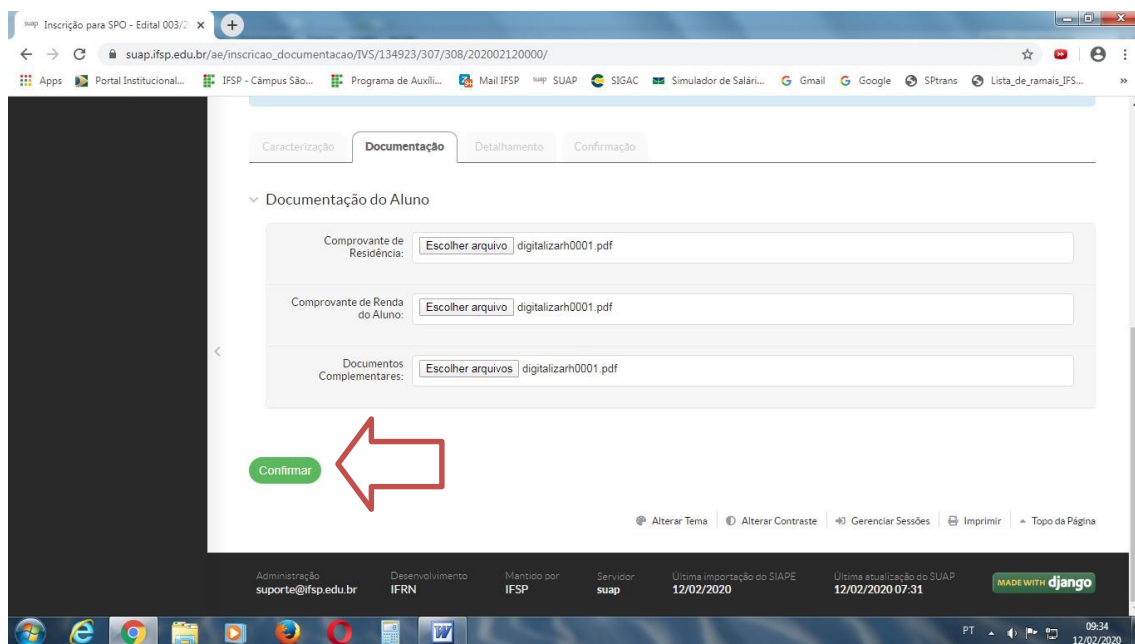 suap Inscrição para SPO - Edital 003/2
suap.ifsp.edu.br/ae/inscricao_documentacao/IVS/134923/307/308/202002120000/
Apps Portal Institucional... IFSP - Câmpus São... Programa de Auxíli... Mail IFSP suap SUAP SIGAC Simulador de Salári... Gmail Google SPtrans Lista_de_ramais_IFS... »
Caracterização Documentação Detalhamento Confirmação
Documentação do Aluno
Comprovante de
Residência:
Escolher arquivo digitalizarh0001.pdf
Comprovante de Renda
do Aluno:
Escolher arquivo digitalizarh0001.pdf
Documentos
Complementares:
Escolher arquivos digitalizarh0001.pdf
Confirmar
Alterar Tema Alterar Contraste Gerenciar Sessões Imprimir Topo da Página
Administração Desenvolvimento Mantido por Servidor Última importação do SIAPE Última atualização do SUAP
suporte@ifsp.edu.br IFRN IFSP suap 12/02/2020 12/02/2020 07:31
MADE WITH django
PT 09:34
12/02/2020